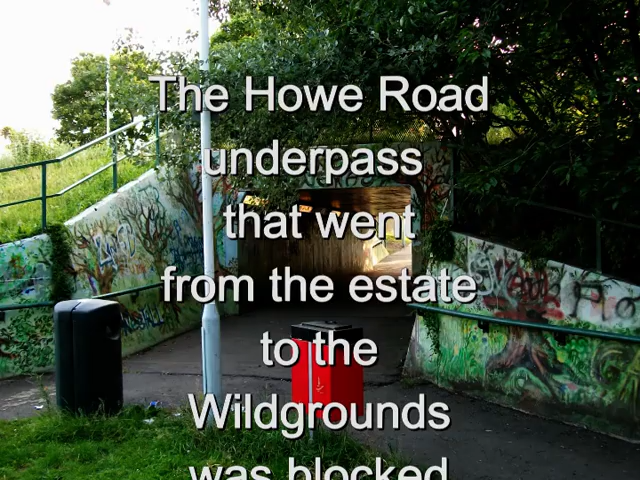 The Howe Road
underpass
that went
from the estate
to the
Wildgrounds
was blocked